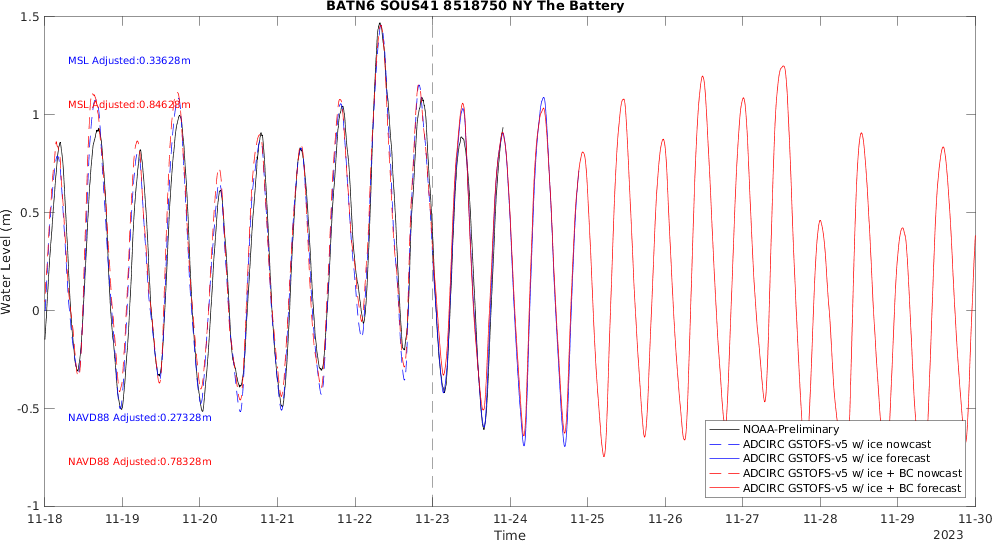 BATN6 SOUS41 8518750 NY The Battery
1.5
MSL Adjusted:0.33628m
MSL Adjusted:0.84628m
1
0.5
Water Level (m)
0
-0.5
NAVD88 Adjusted:0.27328m
NAVD88 Adjusted:0.78328m
NOAA-Preliminary
ADCIRC GSTOFS-v5 w/ ice nowcast
ADCIRC GSTOFS-v5 w/ ice forecast
ADCIRC GSTOFS-v5 w/ ice + BC nowcast
ADCIRC GSTOFS-v5 w/ ice + BC forecast
-1
11-18 11-19 11-20 11-21 11-22 11-23 11-24 11-25 11-26 11-27 11-28 11-29 11-30
Time
2023